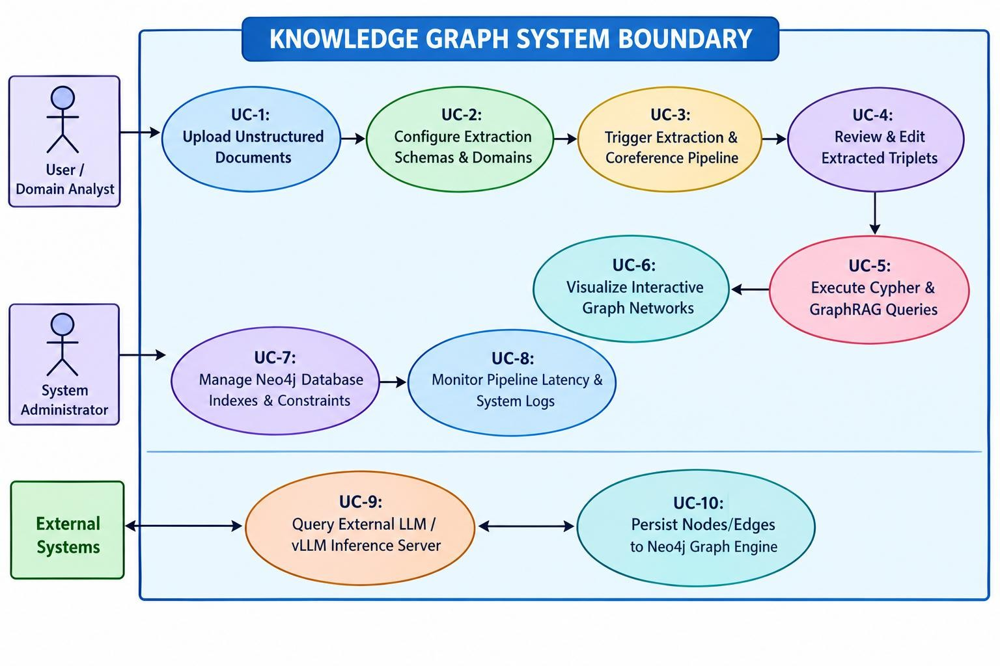 KNOWLEDGE GRAPH SYSTEM BOUNDARY
User /
Domain Analyst
UC-1:
Upload Unstructured
Documents
UC-2:
Configure Extraction
Schemas & Domains
UC-3:
Trigger Extraction &
Coreference Pipeline
UC-4:
Review & Edit
Extracted Triplets
UC-6:
Visualize Interactive
Graph Networks
UC-5:
Execute Cypher &
GraphRAG Queries
System
Administrator
UC-7:
Manage Neo4j Database
Indexes & Constraints
UC-8:
Monitor Pipeline Latency &
System Logs
External
Systems
UC-9:
Query External LLM /
vLLM Inference Server
UC-10:
Persist Nodes/Edges
to Neo4j Graph Engine